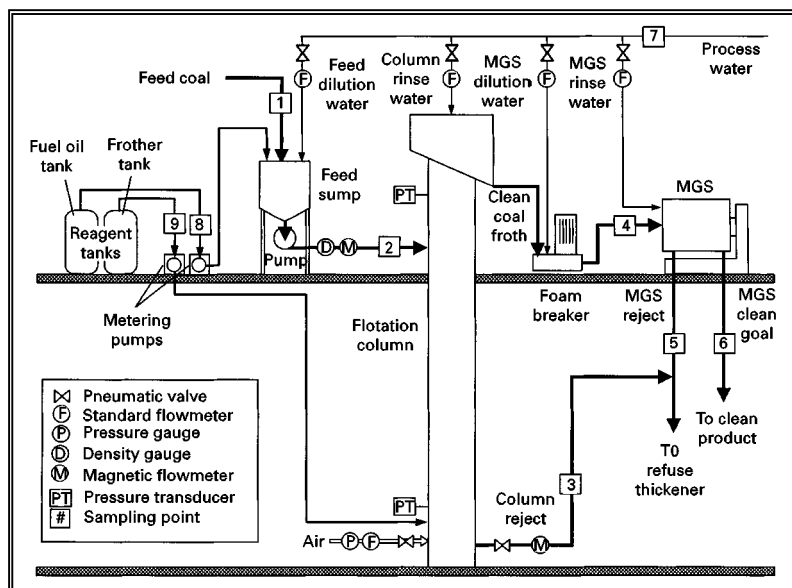 7
Process
water
Feed
dilution
water
Column
rinse
water
MGS
dilution
water
MGS
rinse
water
Feed coal
1
Fuel oil
tank
Frother
tank
Reagent
tanks
9
8
Metering
pumps
Feed
sump
Pump
D
M
2
PT
Clean
coal
froth
Foam
breaker
4
MGS
MGS
reject
MGS
clean
goal
5
6
To clean
product
T0
refuse
thickener
Flotation
column
3
Column
reject
PT
Air
P
F
M
F
F
F
F
Pneumatic valve
F Standard flowmeter
P Pressure gauge
D Density gauge
M Magnetic flowmeter
PT Pressure transducer
# Sampling point